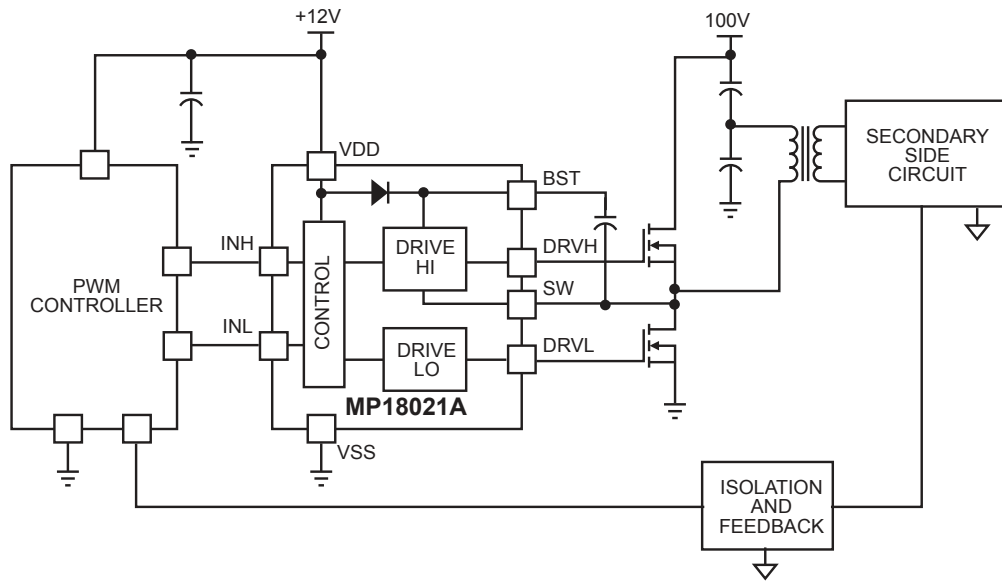 +12V
100V
VDD
BST
SECONDARY
SIDE
CIRCUIT
INH
DRIVE
HI
DRVH
PWM
CONTROLLER
CONTROL
SW
INL
DRIVE
LO
DRVL
MP18021A
VSS
ISOLATION
AND
FEEDBACK